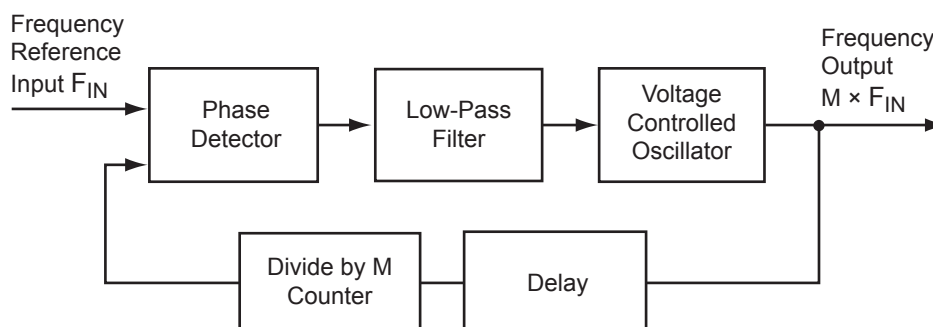 Frequency
Reference
Input F_IN
Phase
Detector
Low-Pass
Filter
Voltage
Controlled
Oscillator
Frequency
Output
M × F_IN
Divide by M
Counter
Delay